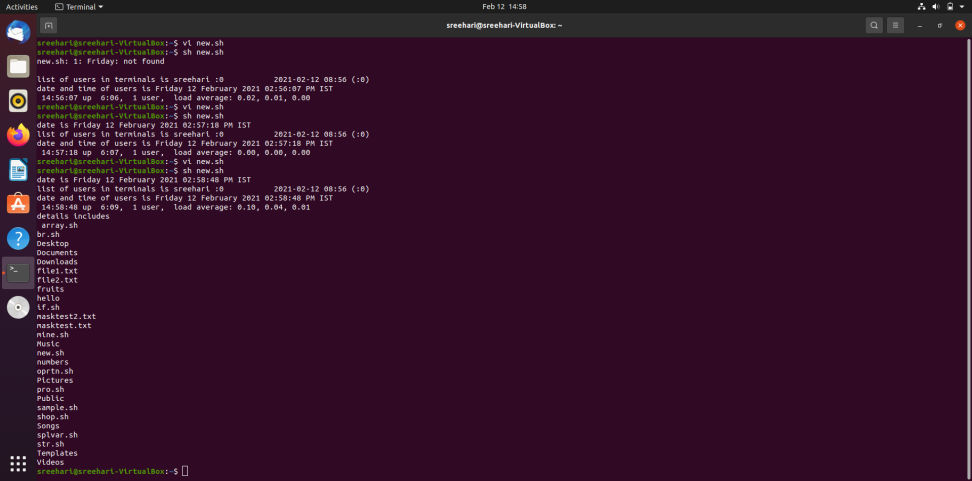 Activities Terminal Feb 12 14:58
sreehari@sreehari-VirtualBox: ~
sreehari@sreehari-VirtualBox:~$ vi new.sh
sreehari@sreehari-VirtualBox:~$ sh new.sh
new.sh: 1: Friday: not found
list of users in terminals is sreehari :0 2021-02-12 08:56 (:0)
date and time of users is Friday 12 February 2021 02:56:07 PM IST
14:56:07 up 6:06, 1 user, load average: 0.02, 0.01, 0.00
sreehari@sreehari-VirtualBox:~$ vi new.sh
sreehari@sreehari-VirtualBox:~$ sh new.sh
date is Friday 12 February 2021 02:57:18 PM IST
list of users in terminals is sreehari :0 2021-02-12 08:56 (:0)
date and time of users is Friday 12 February 2021 02:57:18 PM IST
14:57:18 up 6:07, 1 user, load average: 0.00, 0.00, 0.00
sreehari@sreehari-VirtualBox:~$ vi new.sh
sreehari@sreehari-VirtualBox:~$ sh new.sh
date is Friday 12 February 2021 02:58:48 PM IST
list of users in terminals is sreehari :0 2021-02-12 08:56 (:0)
date and time of users is Friday 12 February 2021 02:58:48 PM IST
14:58:48 up 6:09, 1 user, load average: 0.10, 0.04, 0.01
details includes
array.sh
br.sh
Desktop
Documents
Downloads
file1.txt
file2.txt
fruits
hello
if.sh
masktest2.txt
masktest.txt
mine.sh
Music
new.sh
numbers
oprtn.sh
Pictures
pro.sh
Public
sample.sh
shop.sh
Songs
splvar.sh
str.sh
Templates
Videos
sreehari@sreehari-VirtualBox:~$